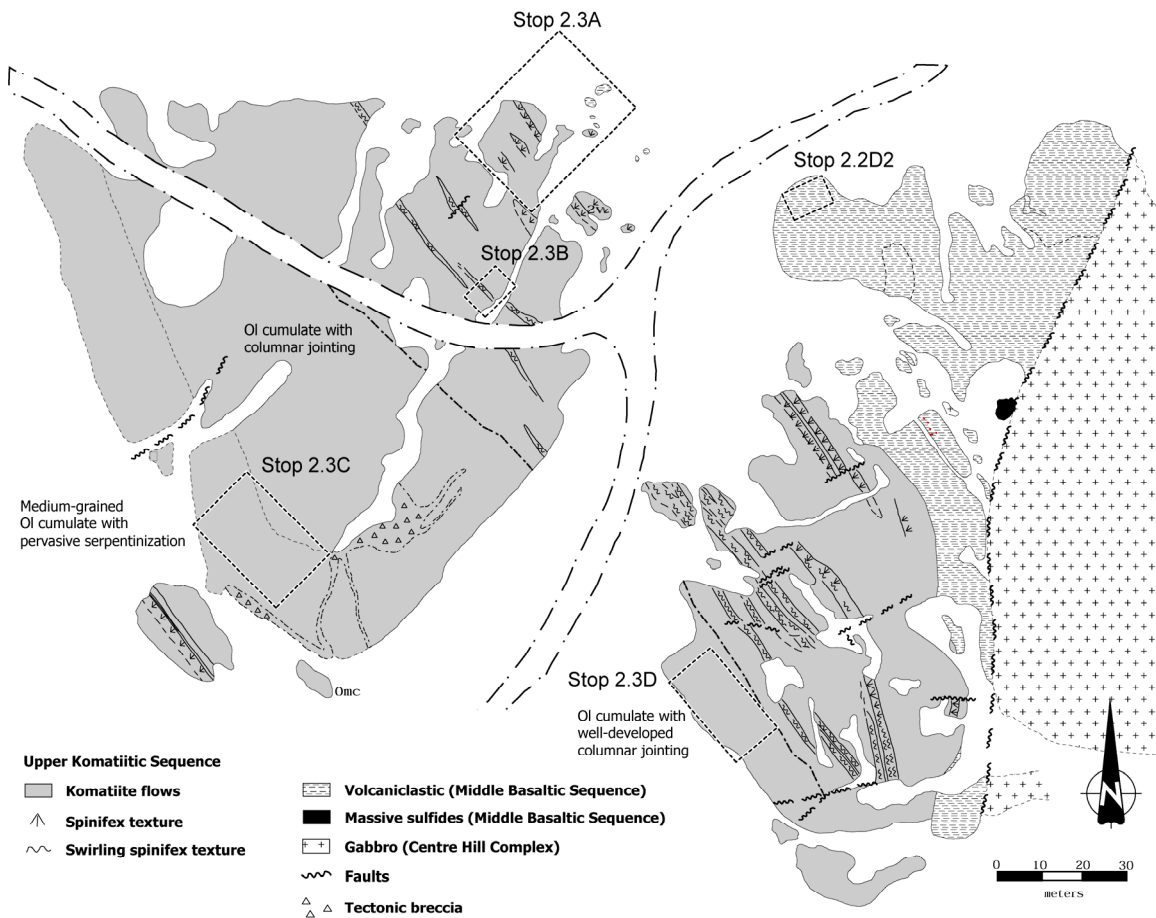 Stop 2.3A
Stop 2.2D2
Stop 2.3B
Ol cumulate with
columnar jointing
Stop 2.3C
Medium-grained
Ol cumulate with
pervasive serpentinization
Omc
Stop 2.3D
Ol cumulate with
well-developed
columnar jointing
Upper Komatiitic Sequence
Komatiite flows
Spinifex texture
Swirling spinifex texture
Volcaniclastic (Middle Basaltic Sequence)
Massive sulfides (Middle Basaltic Sequence)
Gabbro (Centre Hill Complex)
Faults
Tectonic breccia
N
0 10 20 30
meters